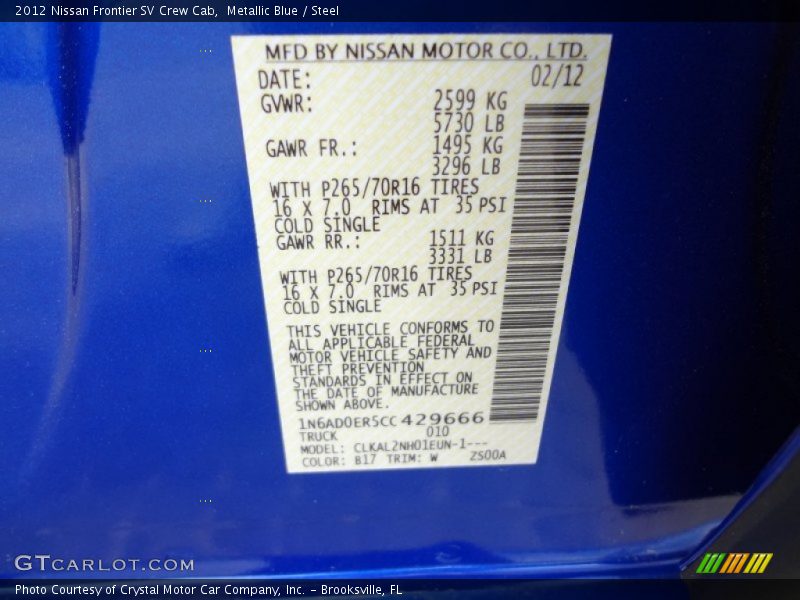 2012 Nissan Frontier SV Crew Cab,  Metallic Blue / Steel
MFD BY NISSAN MOTOR CO., LTD.
DATE: 02/12
GVWR: 2599 KG
5730 LB
GAWR FR.: 1495 KG
3296 LB
WITH P265/70R16 TIRES
16 X 7.0 RIMS AT 35 PSI
COLD SINGLE
GAWR RR.: 1511 KG
3331 LB
WITH P265/70R16 TIRES
16 X 7.0 RIMS AT 35 PSI
COLD SINGLE
THIS VEHICLE CONFORMS TO
ALL APPLICABLE FEDERAL
MOTOR VEHICLE SAFETY AND
THEFT PREVENTION
STANDARDS IN EFFECT ON
THE DATE OF MANUFACTURE
SHOWN ABOVE.
1N6AD0ER5CC429666
TRUCK 010
MODEL: CLKAL2NH01EUN-1---
COLOR: B17 TRIM: W ZS00A
GTCARLOT.COM
Photo Courtesy of Crystal Motor Car Company, Inc. – Brooksville, FL